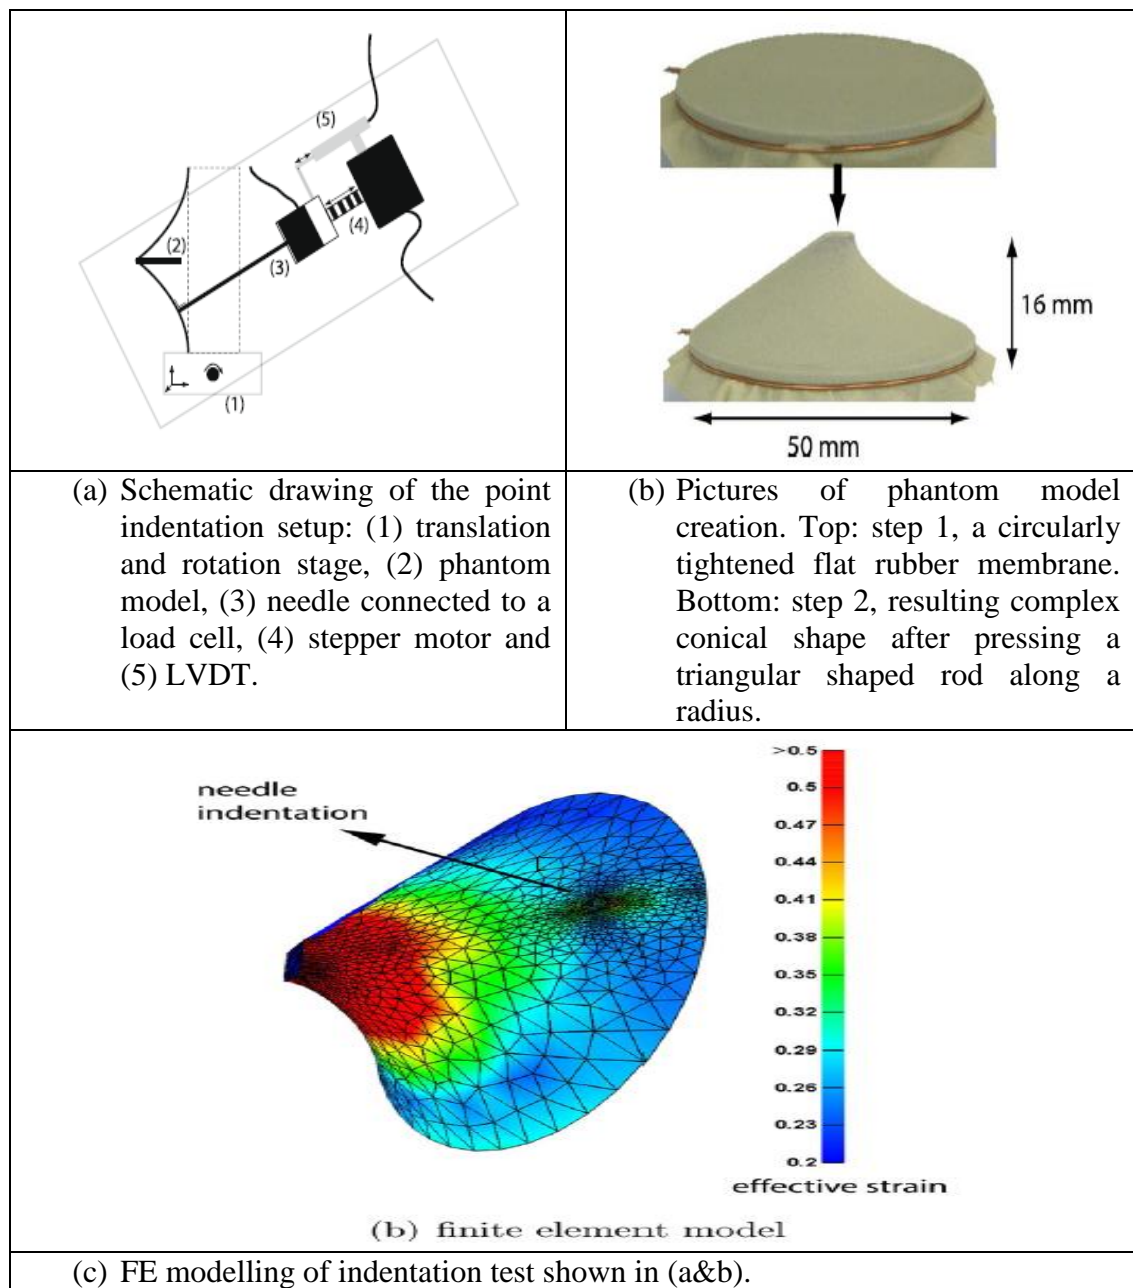 (5)
(2)
(4)
(3)
(1)
16 mm
50 mm
(a) Schematic drawing of the point
indentation setup: (1) translation
and rotation stage, (2) phantom
model, (3) needle connected to a
load cell, (4) stepper motor and
(5) LVDT.
(b) Pictures of phantom model
creation. Top: step 1, a circularly
tightened flat rubber membrane.
Bottom: step 2, resulting complex
conical shape after pressing a
triangular shaped rod along a
radius.
needle
indentation
>0.5
0.5
0.47
0.44
0.41
0.38
0.35
0.32
0.29
0.26
0.23
0.2
effective strain
(b) finite element model
(c) FE modelling of indentation test shown in (a&b).